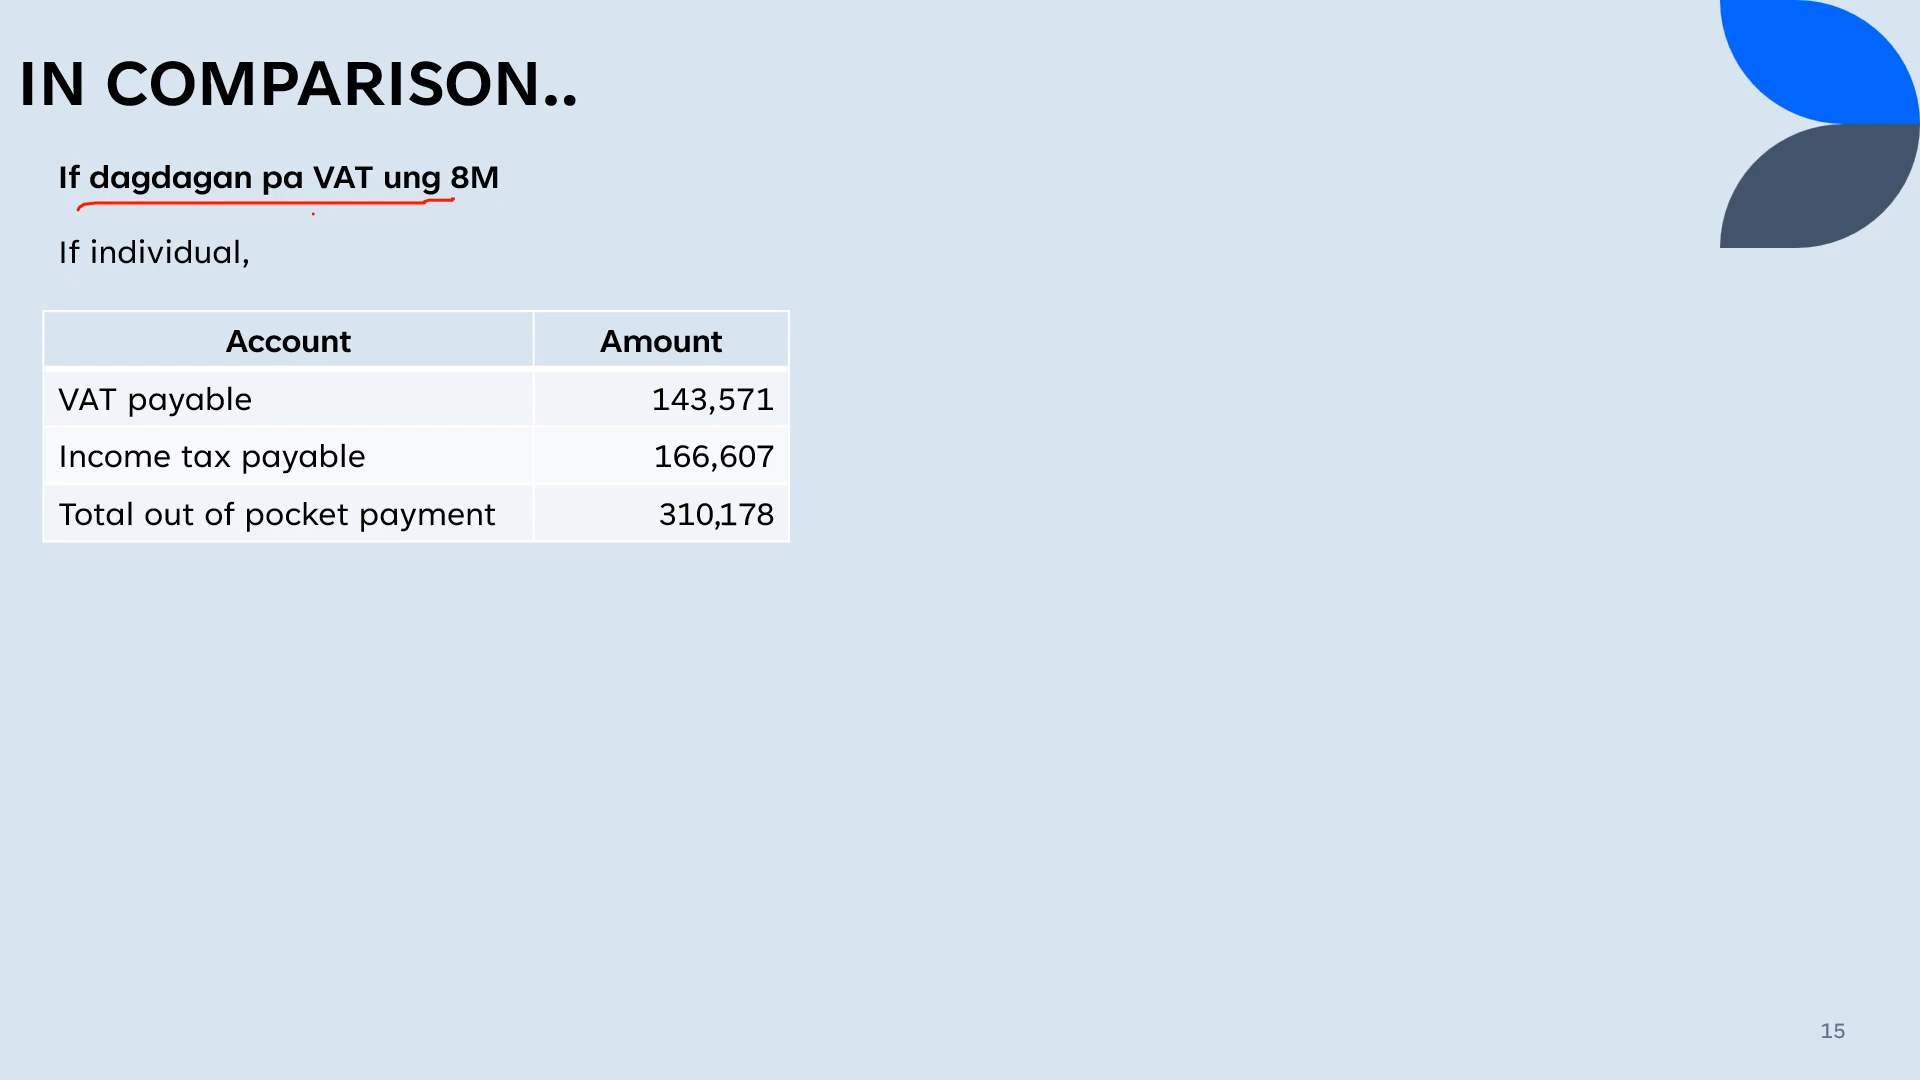 IN COMPARISON..
If dagdagan pa VAT ung 8M
If individual,
Account Amount
VAT payable 143,571
Income tax payable 166,607
Total out of pocket payment 310,178
15